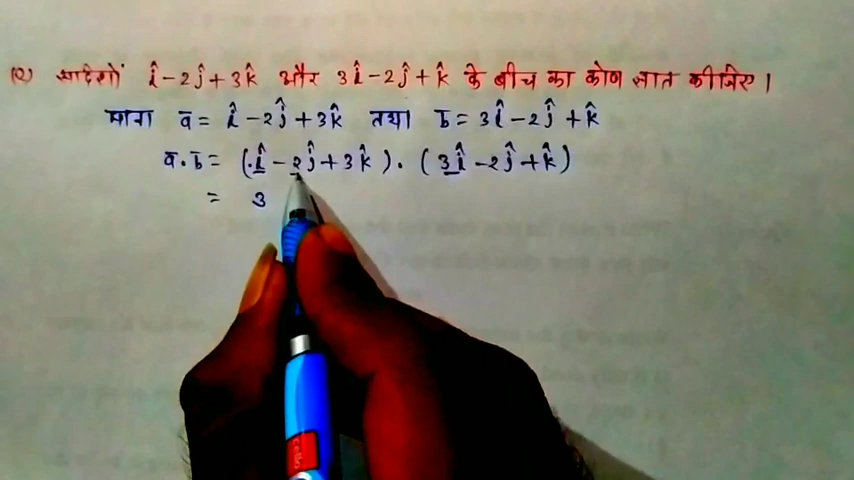 (2) सदिशों î - 2ĵ + 3k̂ और 3î - 2ĵ + k̂ के बीच का कोण ज्ञात कीजिए।
माना a̅ = î - 2ĵ + 3k̂ तथा b̅ = 3î - 2ĵ + k̂
a̅ . b̅ = (î - 2ĵ + 3k̂) . (3î - 2ĵ + k̂)
= 3